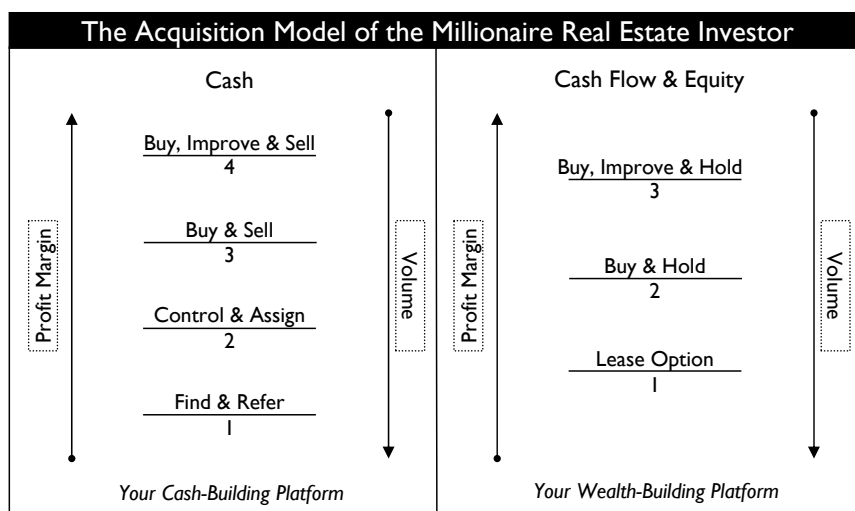 The Acquisition Model of the Millionaire Real Estate Investor
Cash
Profit Margin
Buy, Improve & Sell
4
Buy & Sell
3
Control & Assign
2
Find & Refer
1
Volume
Your Cash-Building Platform
Cash Flow & Equity
Profit Margin
Buy, Improve & Hold
3
Buy & Hold
2
Lease Option
1
Volume
Your Wealth-Building Platform